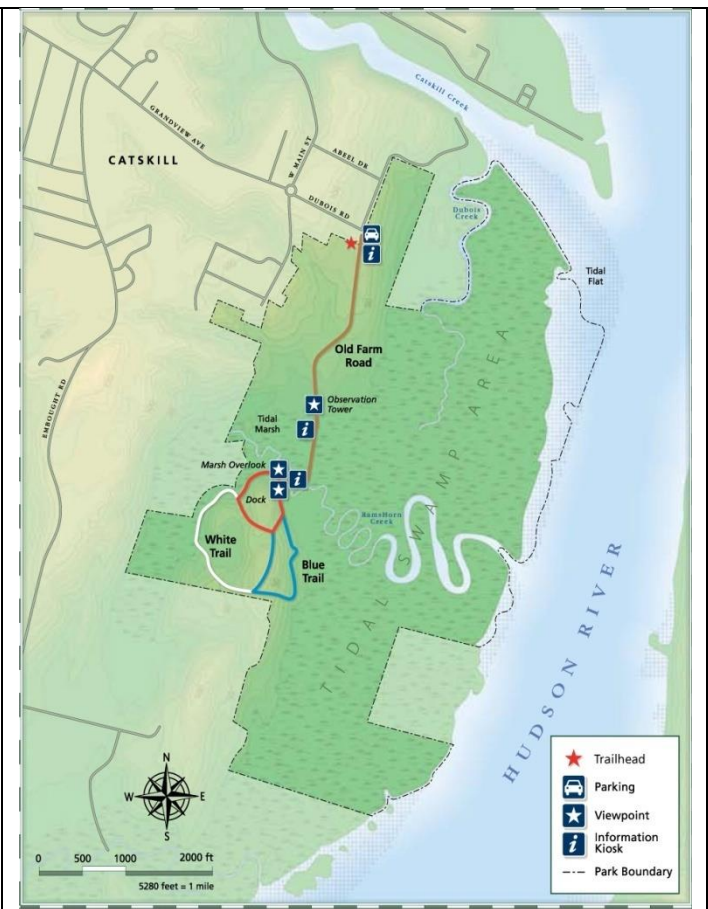 Catskill Creek
GRANDVIEW AVE
CATSKILL
W MAIN ST
ABEEL DR
DUBOIS RD
Dubois
Creek
i
Tidal
Flat
Old Farm
Road
EMBOUGHT RD
Observation
Tower
Tidal
Marsh
i
Marsh Overlook
i
Dock
RamsHorn
Creek
White
Trail
Blue
Trail
TIDAL SWAMP AREA
HUDSON RIVER
N
W
E
S
0 500 1000 2000 ft
5280 feet = 1 mile
Trailhead
Parking
Viewpoint
i
Information
Kiosk
Park Boundary